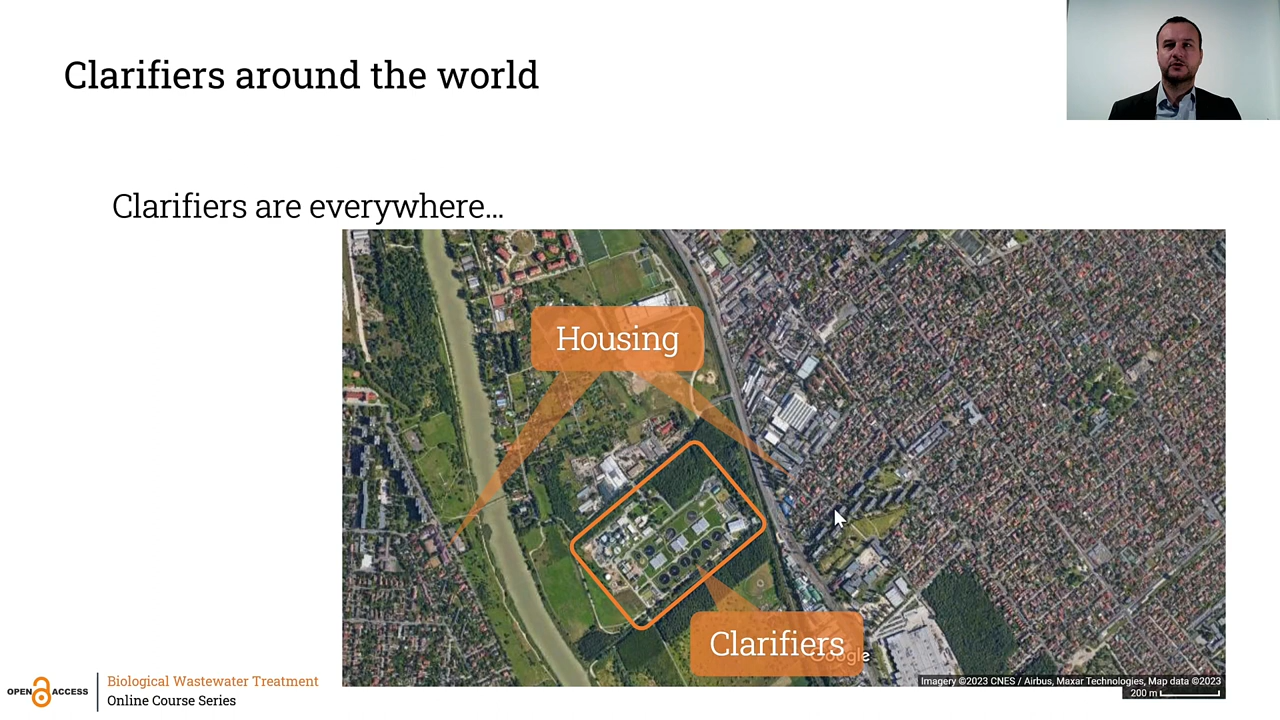 Clarifiers around the world
Clarifiers are everywhere...
Housing
Clarifiers
Google
Imagery ©2023 CNES / Airbus, Maxar Technologies, Map data ©2023
200 m
OPEN ACCESS
Biological Wastewater Treatment
Online Course Series